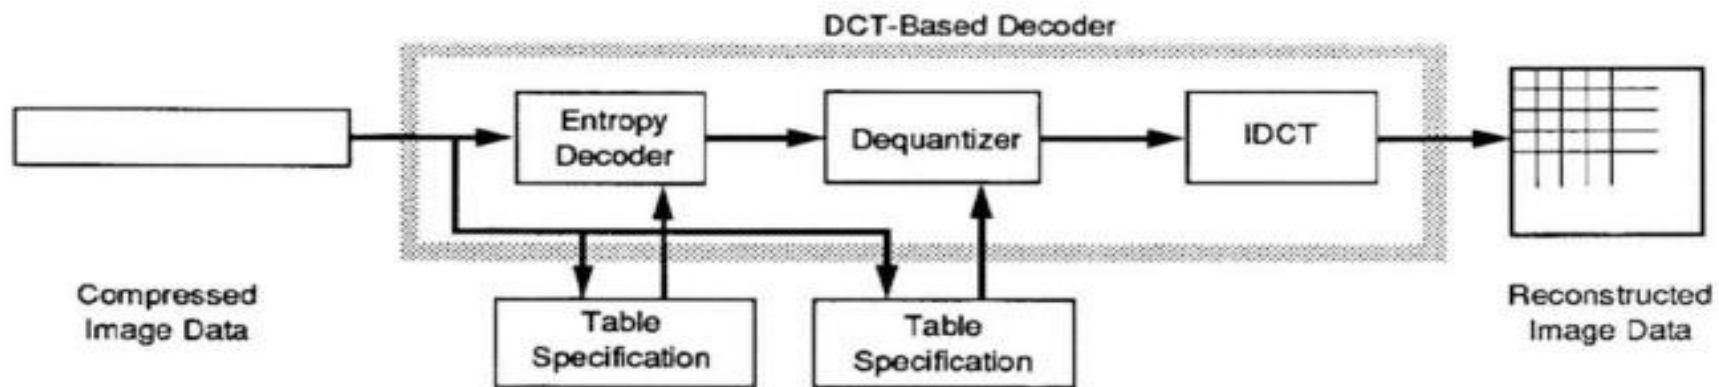 DCT-Based Decoder
Entropy
Decoder
Dequantizer
IDCT
Compressed
Image Data
Table
Specification
Table
Specification
Reconstructed
Image Data